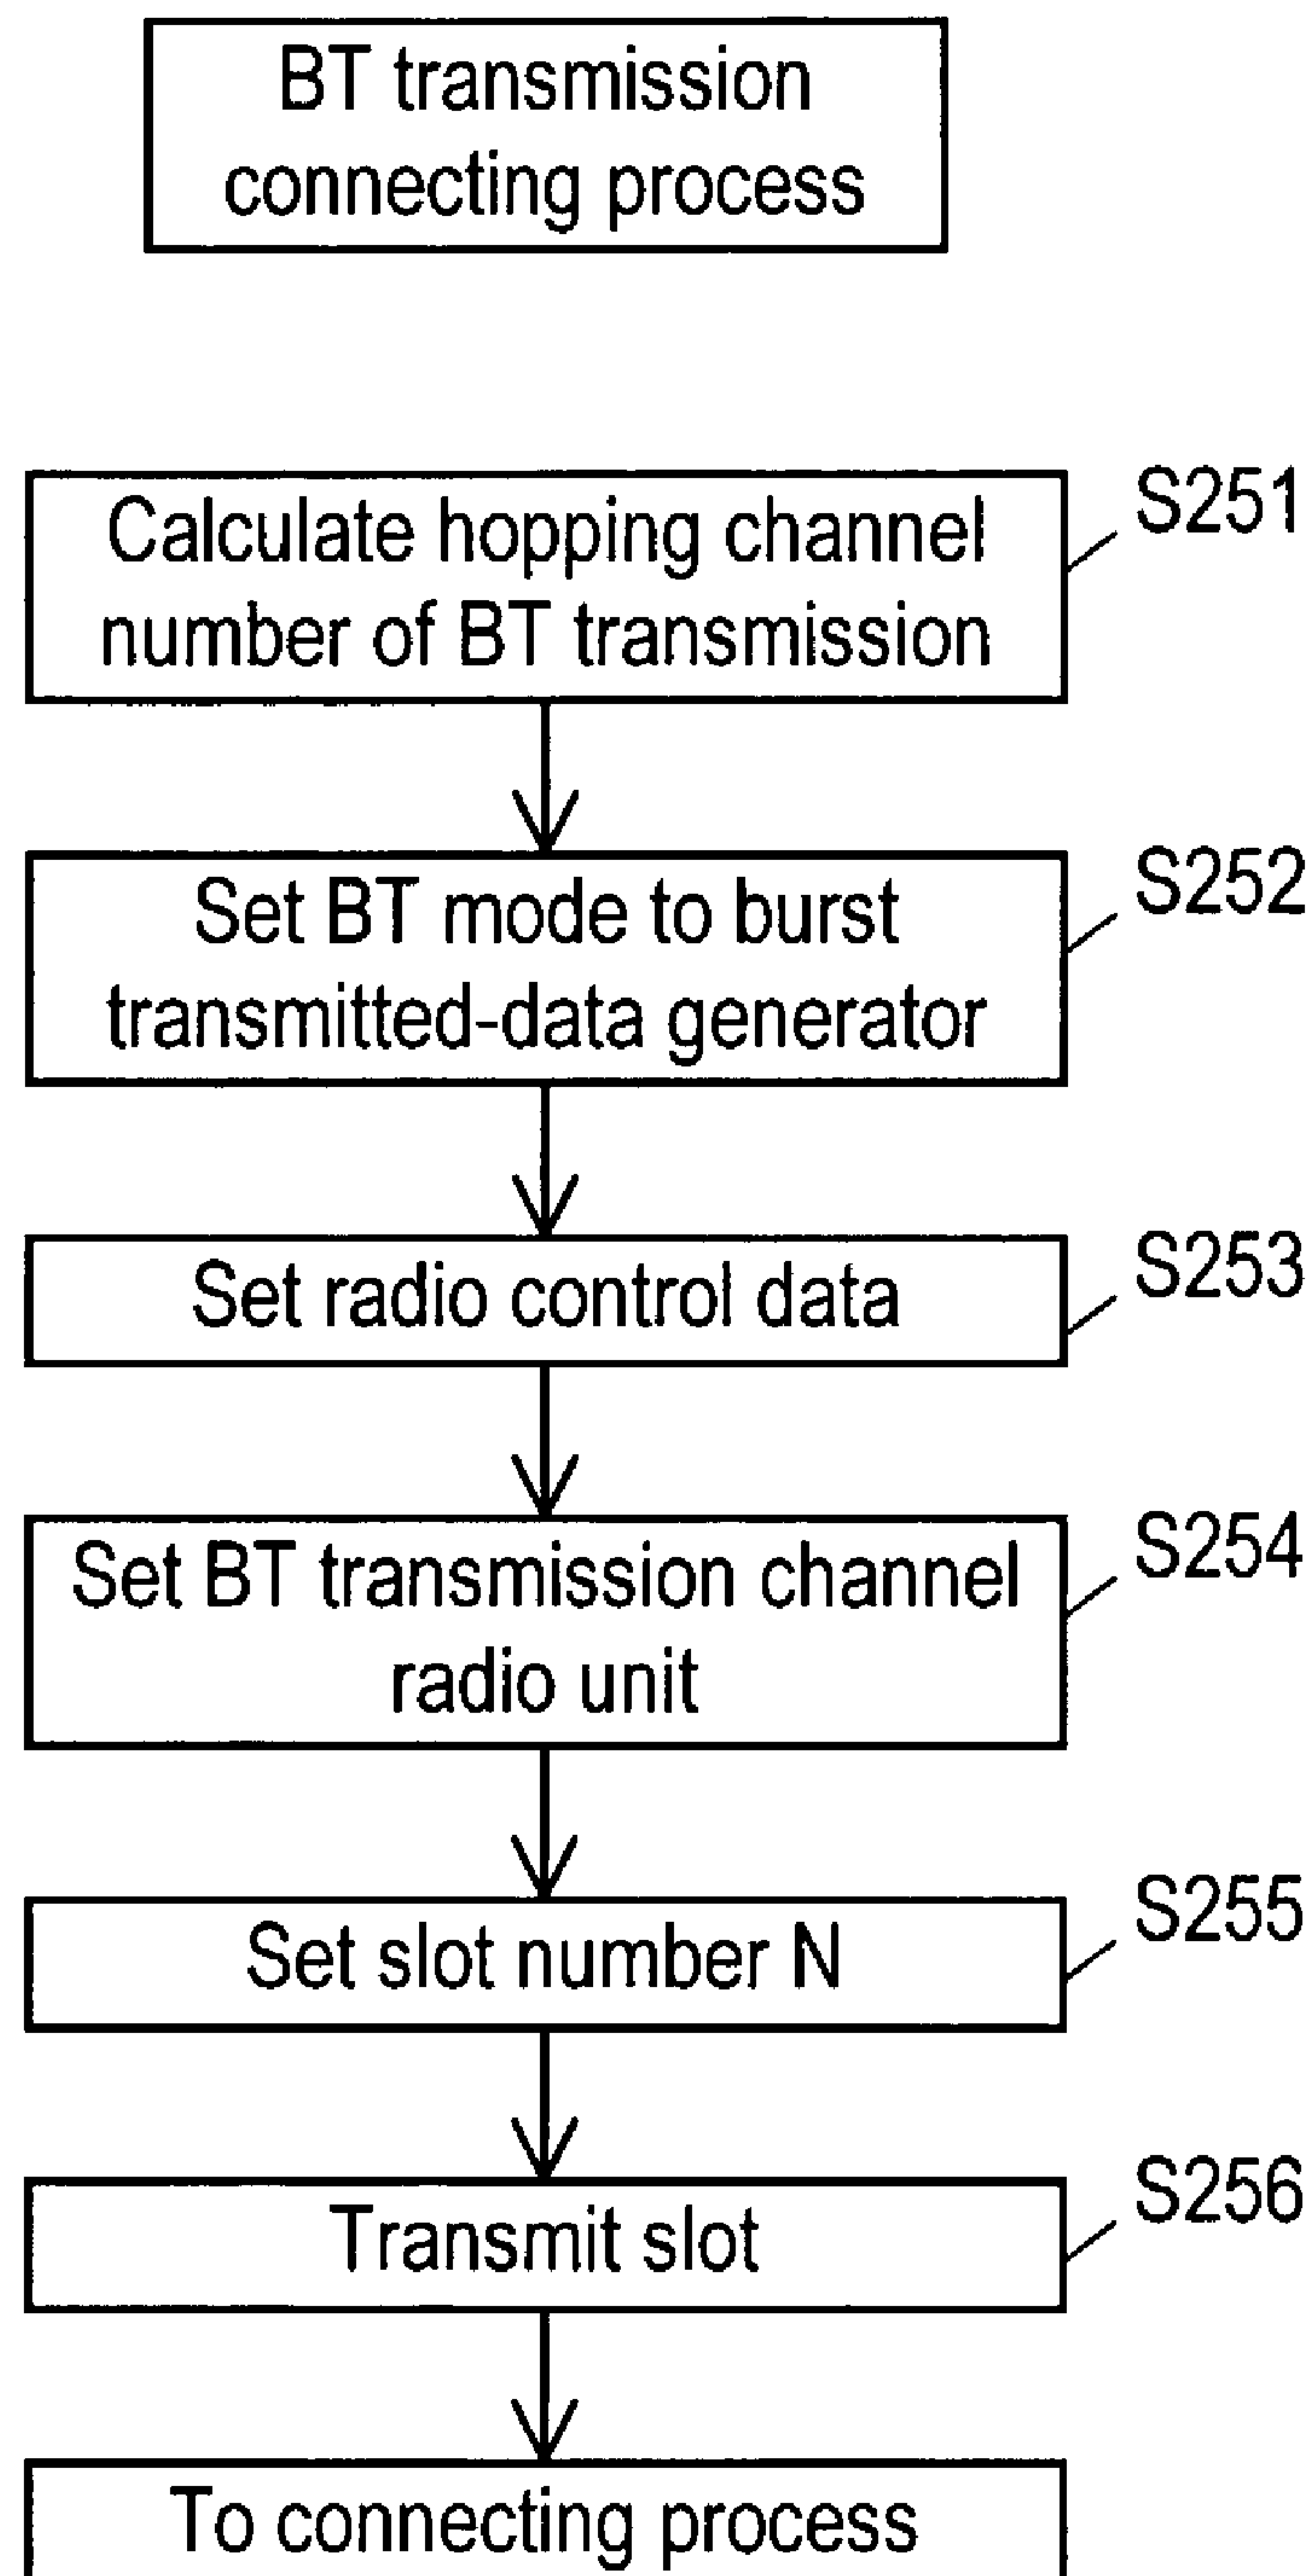 BT transmission
connecting process
Calculate hopping channel
number of BT transmission
S251
Set BT mode to burst
transmitted-data generator
S252
Set radio control data
S253
Set BT transmission channel
radio unit
S254
Set slot number N
S255
Transmit slot
S256
To connecting process